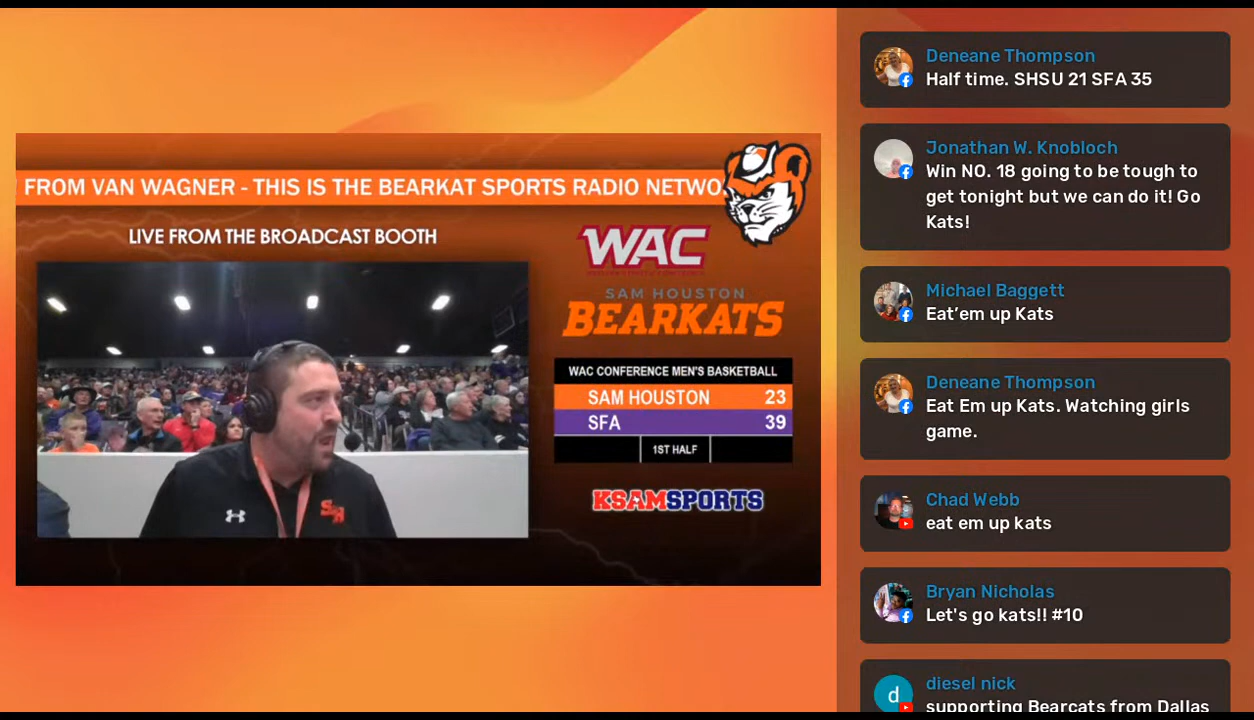 FROM VAN WAGNER - THIS IS THE BEARKAT SPORTS RADIO NETWO
LIVE FROM THE BROADCAST BOOTH
WAC
SAM HOUSTON
BEARKATS
WAC CONFERENCE MEN'S BASKETBALL
SAM HOUSTON 23
SFA 39
1ST HALF
KSAMSPORTS
SH
Deneane Thompson
Half time. SHSU 21 SFA 35
Jonathan W. Knobloch
Win NO. 18 going to be tough to
get tonight but we can do it! Go
Kats!
Michael Baggett
Eat’em up Kats
Deneane Thompson
Eat Em up Kats. Watching girls
game.
Chad Webb
eat em up kats
Bryan Nicholas
Let's go kats!! #10
d
diesel nick
supporting Bearcats from Dallas